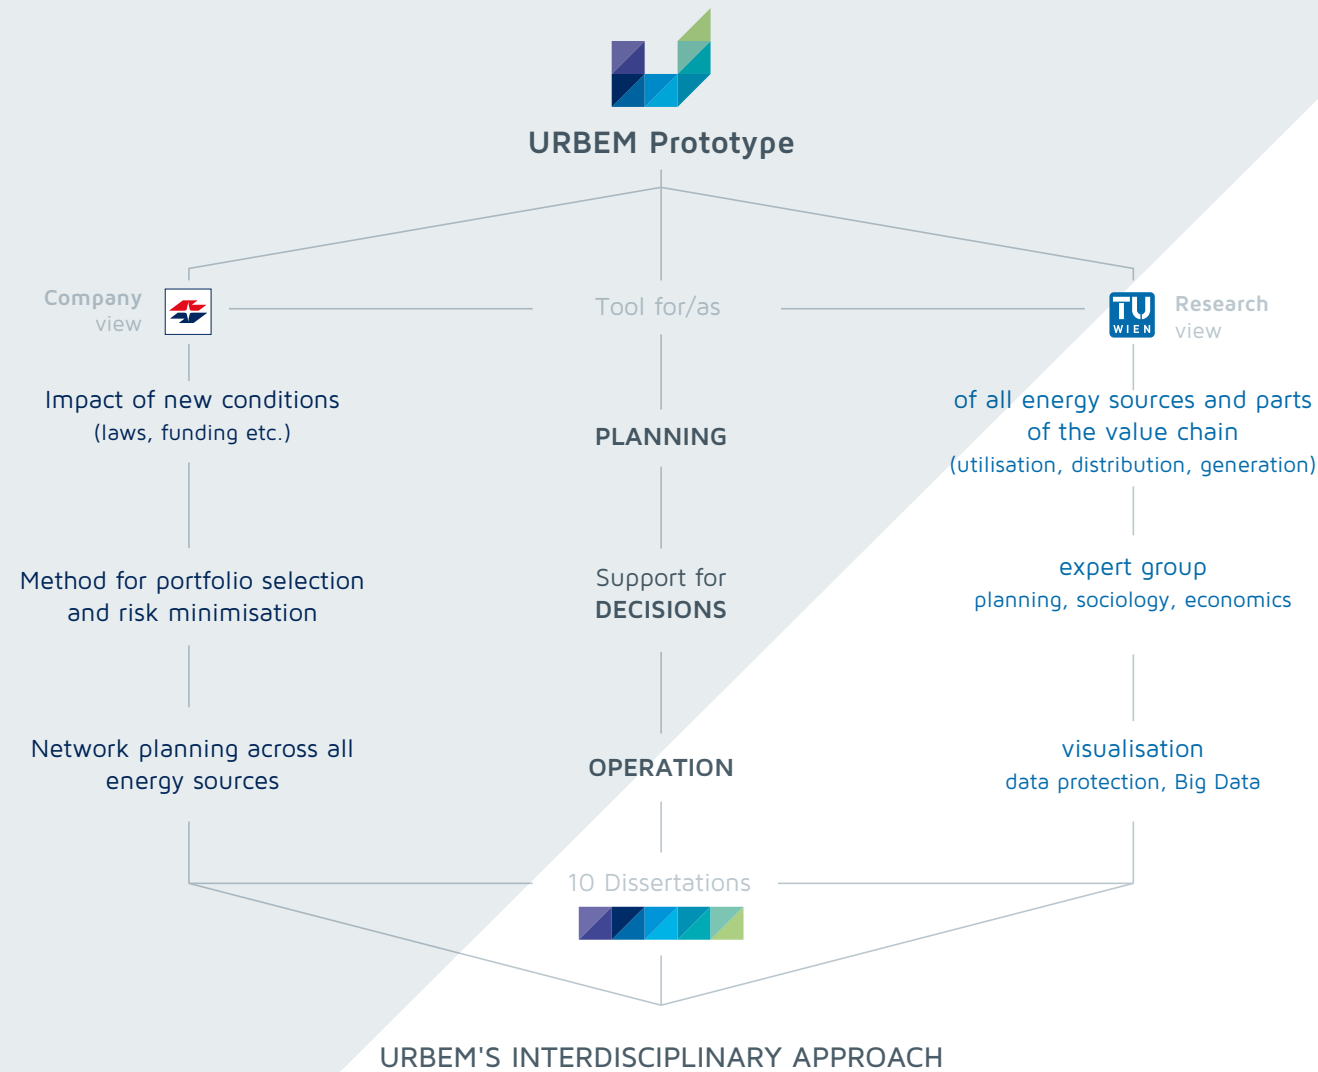 URBEM Prototype
Company
view
Tool for/as
TU
WIEN
Research
view
Impact of new conditions
(laws, funding etc.)
PLANNING
of all energy sources and parts
of the value chain
(utilisation, distribution, generation)
Method for portfolio selection
and risk minimisation
Support for
DECISIONS
expert group
planning, sociology, economics
Network planning across all
energy sources
OPERATION
visualisation
data protection, Big Data
10 Dissertations
URBEM'S INTERDISCIPLINARY APPROACH